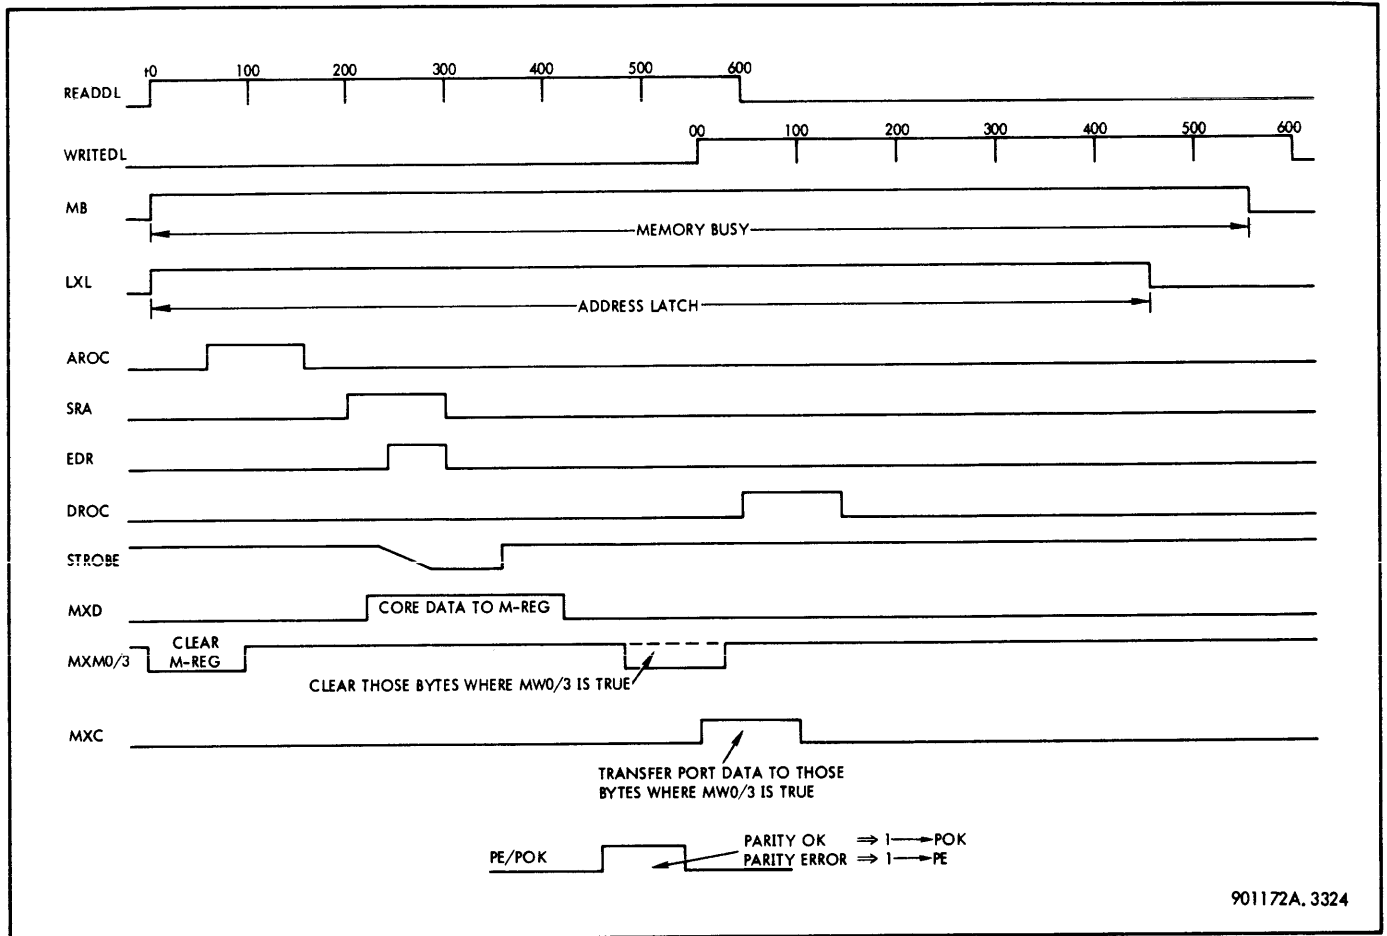 t0 100 200 300 400 500 600
READDL
00 100 200 300 400 500 600
WRITEDL
MB
MEMORY BUSY
LXL
ADDRESS LATCH
AROC
SRA
EDR
DROC
STROBE
MXD
CORE DATA TO M-REG
CLEAR
M-REG
MXM0/3
CLEAR THOSE BYTES WHERE MW0/3 IS TRUE
MXC
TRANSFER PORT DATA TO THOSE
BYTES WHERE MW0/3 IS TRUE
PE/POK
PARITY OK ⇒ 1→POK
PARITY ERROR ⇒ 1→PE
901172A.3324